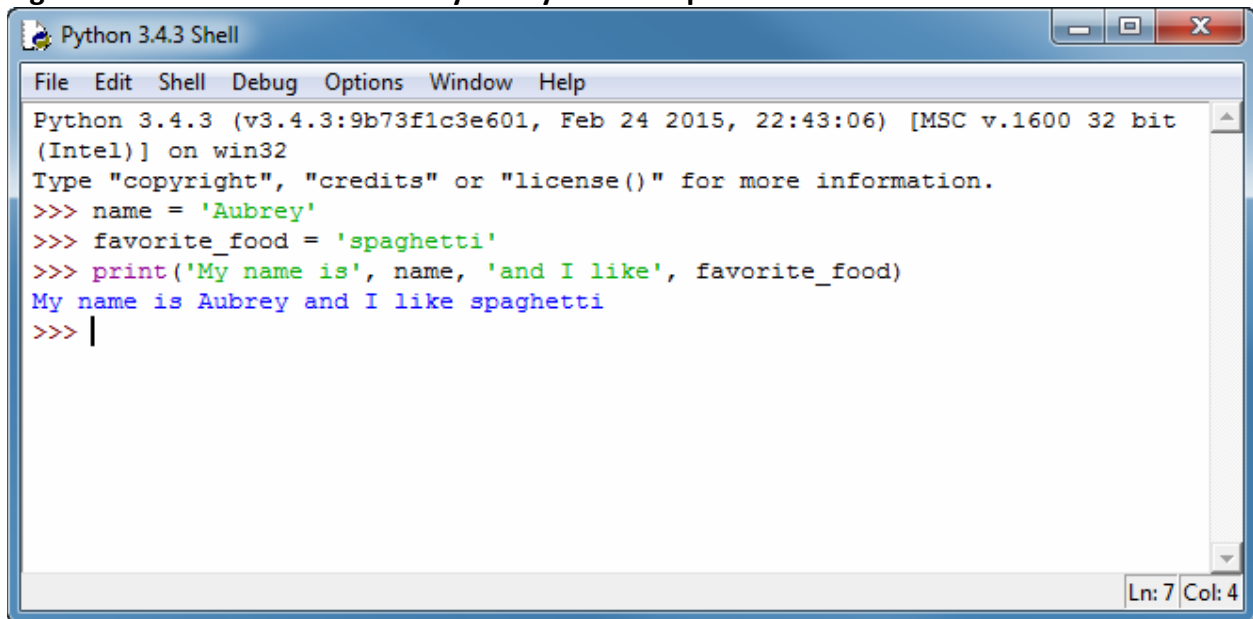 Python 3.4.3 Shell
File Edit Shell Debug Options Window Help
Python 3.4.3 (v3.4.3:9b73f1c3e601, Feb 24 2015, 22:43:06) [MSC v.1600 32 bit
(Intel)] on win32
Type "copyright", "credits" or "license()" for more information.
>>> name = 'Aubrey'
>>> favorite_food = 'spaghetti'
>>> print('My name is', name, 'and I like', favorite_food)
My name is Aubrey and I like spaghetti
>>>
Ln: 7 Col: 4